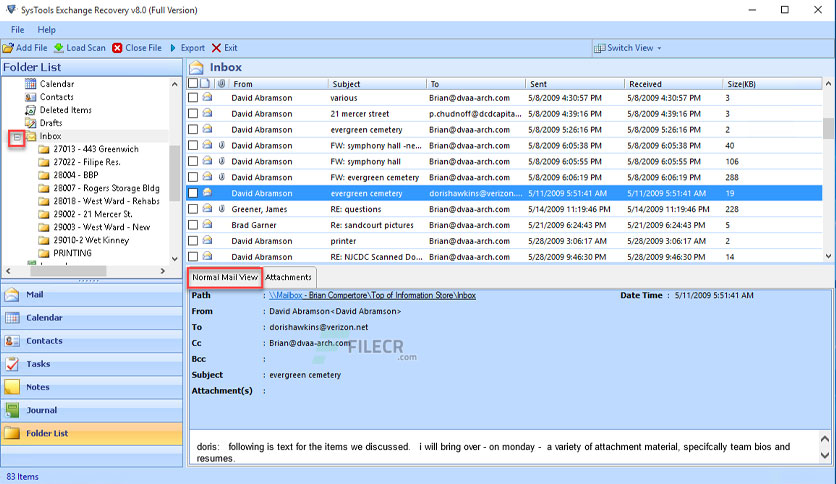 SysTools Exchange Recovery v8.0 (Full Version)
File Help
Add File Load Scan Close File Export Exit Switch View
Folder List
Calendar
Contacts
Deleted Items
Drafts
Inbox
27013 - 443 Greenwich
27022 - Filipe Res.
28004 - BBP
28007 - Rogers Storage Bldg
28018 - West Ward - Rehabs
29002 - 21 Mercer St.
29003 - West Ward - New
29010-2 Wet Kinney
PRINTING
Mail
Calendar
Contacts
Tasks
Notes
Journal
Folder List
83 Items
Inbox
From Subject To Sent Received Size(KB)
David Abramson various Brian@dvaa-arch.com 5/8/2009 4:30:57 PM 5/8/2009 4:30:57 PM 3
David Abramson 21 mercer street p.chudnoff@dcdcapita... 5/8/2009 4:39:16 PM 5/8/2009 4:39:16 PM 2
David Abramson evergreen cemetery Brian@dvaa-arch.com 5/8/2009 5:26:16 PM 5/8/2009 5:26:16 PM 2
David Abramson FW: symphony hall -ne... Brian@dvaa-arch.com 5/8/2009 6:05:38 PM 5/8/2009 6:05:38 PM 40
David Abramson FW: symphony hall Brian@dvaa-arch.com 5/8/2009 6:05:55 PM 5/8/2009 6:05:55 PM 106
David Abramson FW: evergreen cemetery Brian@dvaa-arch.com 5/8/2009 6:06:19 PM 5/8/2009 6:06:19 PM 288
David Abramson evergreen cemetery dorishawkins@verizon.... 5/11/2009 5:51:41 AM 5/11/2009 5:51:41 AM 19
Greener, James RE: questions Brian@dvaa-arch.com 5/14/2009 11:19:46 PM 5/14/2009 11:19:46 PM 228
Brad Garner Re: sandcourt pictures Brian@dvaa-arch.com 5/21/2009 6:24:43 PM 5/21/2009 6:24:43 PM 5
David Abramson printer Brian@dvaa-arch.com 5/28/2009 3:06:17 AM 5/28/2009 3:06:17 AM 2
David Abramson RE: NJCDC Scanned Do... Brian@dvaa-arch.com 5/28/2009 9:46:30 PM 5/28/2009 9:46:30 PM 14
Normal Mail View Attachments
Path : \\Mailbox - Brian Compertore\Top of Information Store\Inbox Date Time : 5/11/2009 5:51:41 AM
From : David Abramson<David Abramson>
To : dorishawkins@verizon.net
Cc : Brian@dvaa-arch.com
FILECR
.com
Bcc :
Subject : evergreen cemetery
Attachment(s) :
doris: following is text for the items we discussed. i will bring over - on monday - a variety of attachment material, specifcally team bios and
resumes.